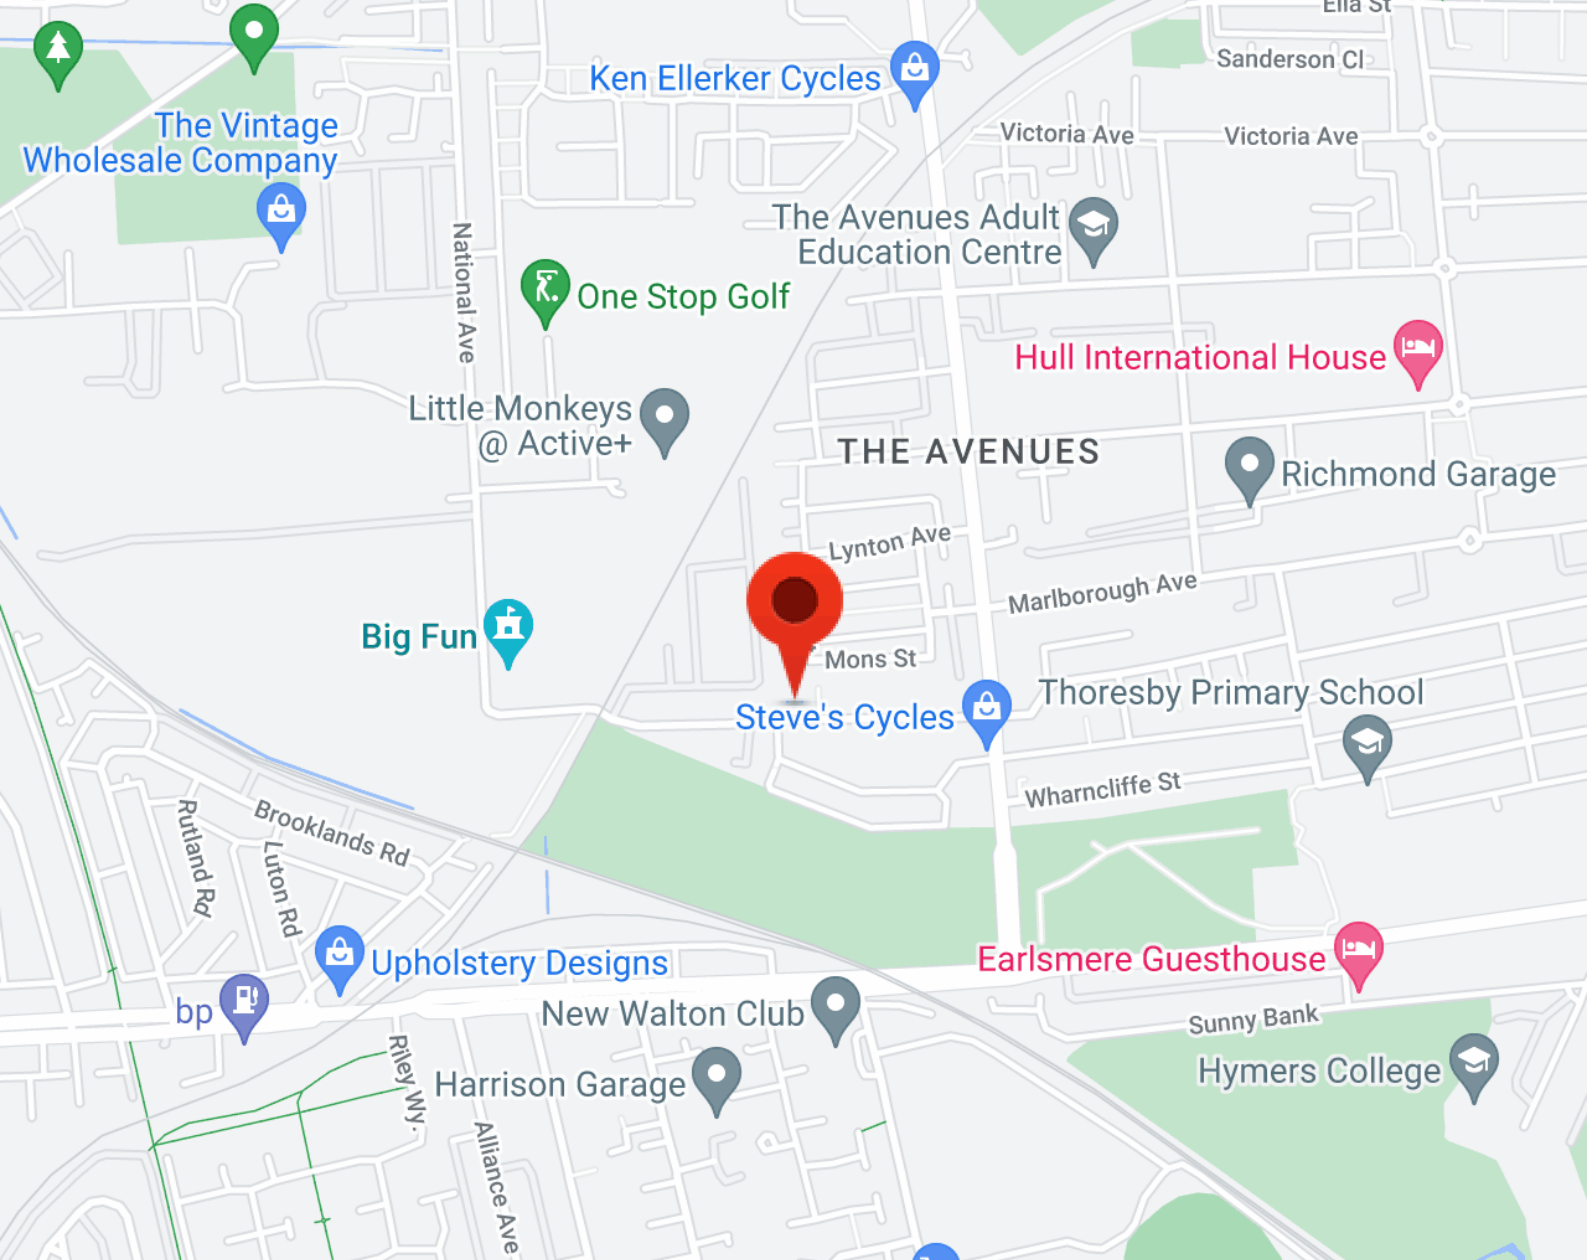 Ella St
Sanderson Cl
Ken Ellerker Cycles
The Vintage
Wholesale Company
Victoria Ave
Victoria Ave
The Avenues Adult
Education Centre
National Ave
One Stop Golf
Hull International House
Little Monkeys
@ Active+
THE AVENUES
Richmond Garage
Lynton Ave
Marlborough Ave
Big Fun
Mons St
Thoresby Primary School
Steve's Cycles
Wharncliffe St
Brooklands Rd
Rutland Rd
Luton Rd
Upholstery Designs
Earlsmere Guesthouse
bp
New Walton Club
Sunny Bank
Riley Wy.
Harrison Garage
Hymers College
Alliance Ave